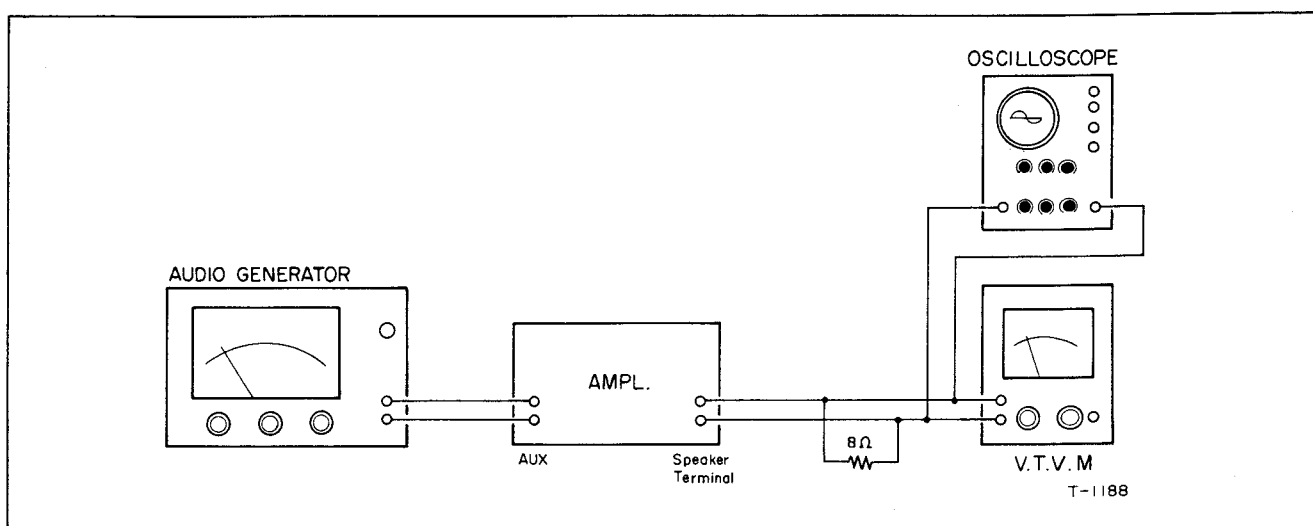 OSCILLOSCOPE
AUDIO GENERATOR
AMPL.
8Ω
AUX
Speaker
Terminal
V.T.V.M
T-1188